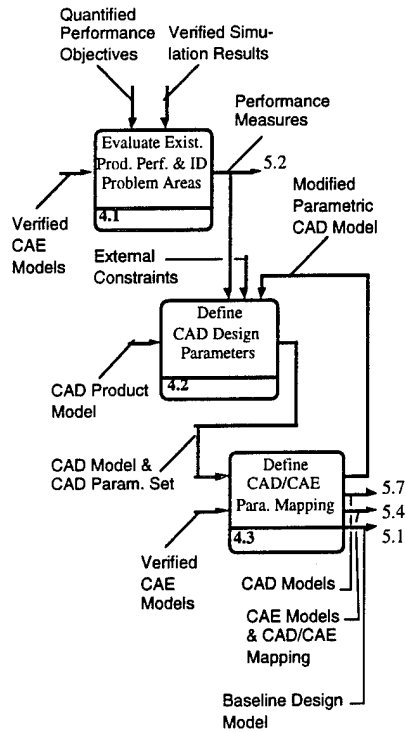 Quantified
Performance
Objectives
Verified Simu-
lation Results
Evaluate Exist.
Prod. Perf. & ID
Problem Areas
4.1
Performance
Measures
5.2
Verified
CAE
Models
Modified
Parametric
CAD Model
External
Constraints
Define
CAD Design
Parameters
4.2
CAD Product
Model
CAD Model &
CAD Param. Set
Define
CAD/CAE
Para. Mapping
4.3
5.7
5.4
5.1
Verified
CAE
Models
CAD Models
CAE Models
& CAD/CAE
Mapping
Baseline Design
Model